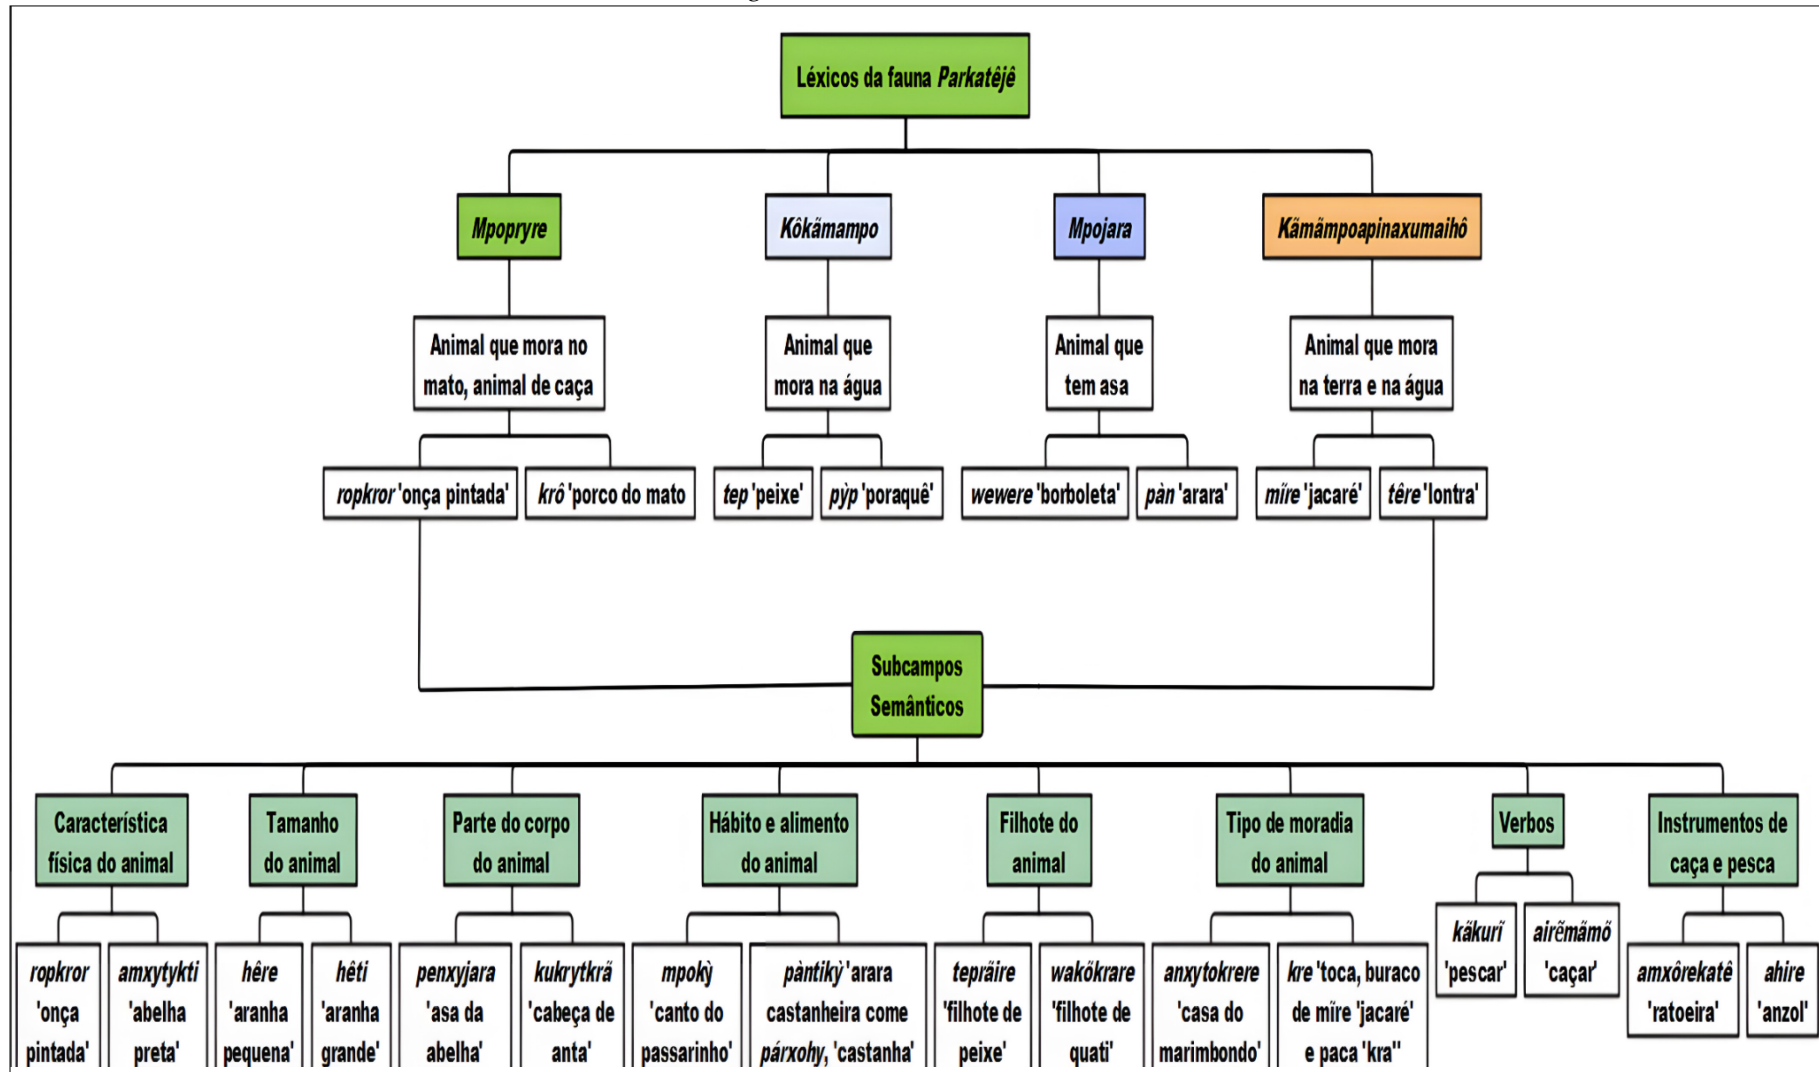 Léxicos da fauna Parkatêjê
Mpopryre
Kôkãmampo
Mpojara
Kãmãmpoapinaxumaihô
Animal que mora no
mato, animal de caça
Animal que
mora na água
Animal que
tem asa
Animal que mora
na terra e na água
ropkror 'onça pintada'
krô 'porco do mato
tep 'peixe'
pỳp 'poraquê'
wewere 'borboleta'
pàn 'arara'
mĩre 'jacaré'
têre 'lontra'
Subcampos
Semânticos
Característica
física do animal
Tamanho
do animal
Parte do corpo
do animal
Hábito e alimento
do animal
Filhote do
animal
Tipo de moradia
do animal
Verbos
Instrumentos de
caça e pesca
ropkror
'onça
pintada'
amxytykti
'abelha
preta'
hêre
'aranha
pequena'
hêti
'aranha
grande'
penxyjara
'asa da
abelha'
kukrytkrã
'cabeça de
anta'
mpokỳ
'canto do
passarinho'
pàntikỳ 'arara
castanheira come
párxohy, 'castanha'
teprãire
'filhote de
peixe'
wakõkrare
'filhote de
quati'
anxytokrere
'casa do
marimbondo'
kre 'toca, buraco
de mĩre 'jacaré'
e paca 'kra''
kãkurĩ
'pescar'
airẽmãmõ
'caçar'
amxôrekatê
'ratoeira'
ahire
'anzol'